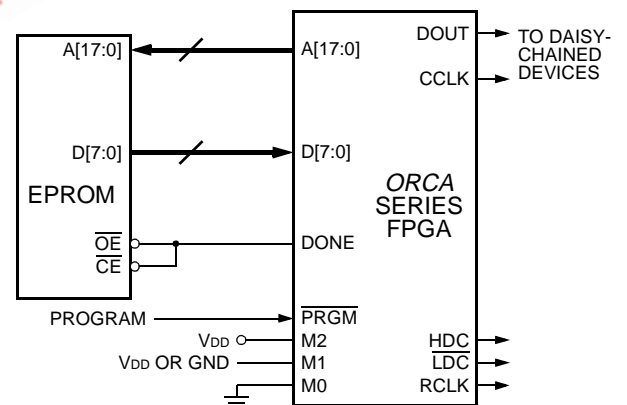 A[17:0]
A[17:0]
DOUT
TO DAISY-
CHAINED
DEVICES
CCLK
D[7:0]
D[7:0]
EPROM
ORCA
SERIES
FPGA
OE
CE
DONE
PROGRAM
PRGM
VDD
M2
VDD OR GND
M1
M0
HDC
LDC
RCLK